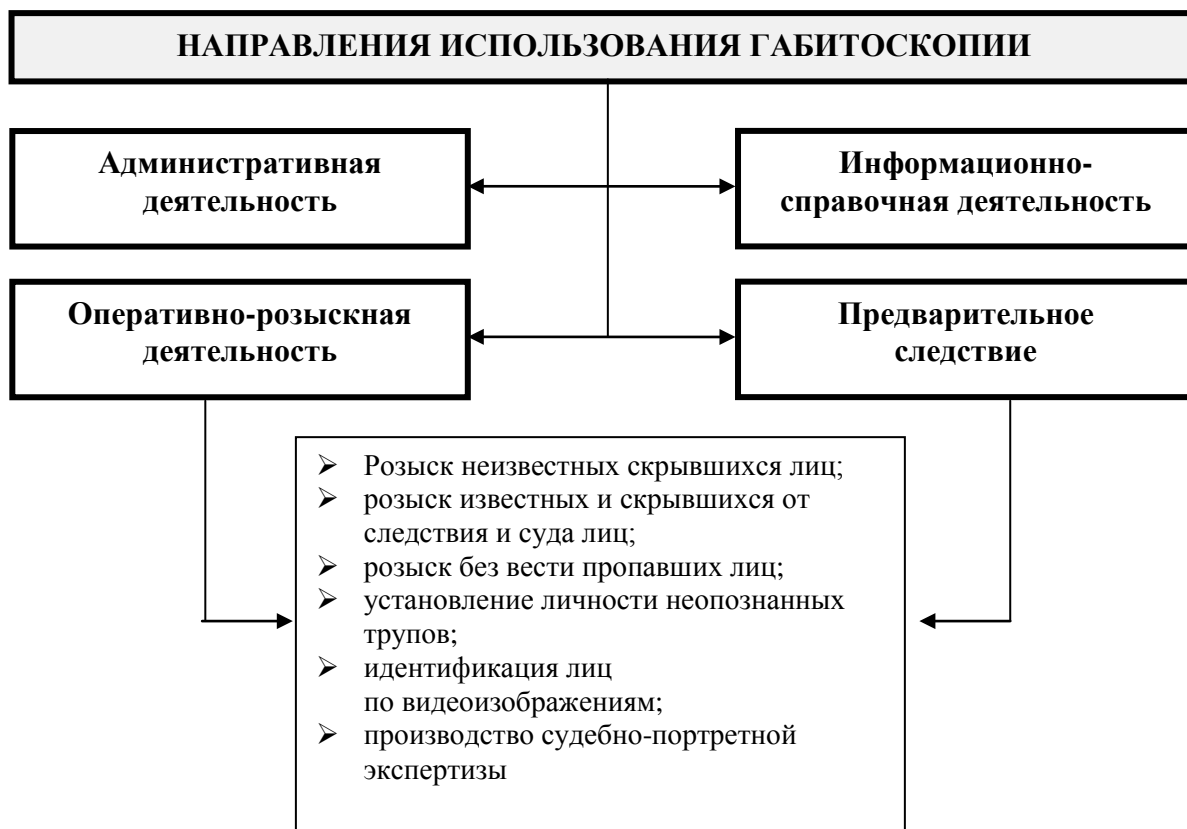 НАПРАВЛЕНИЯ ИСПОЛЬЗОВАНИЯ ГАБИТОСКОПИИ
Административная
деятельность
Информационно-
справочная деятельность
Оперативно-розыскная
деятельность
Предварительное
следствие
➢ Розыск неизвестных скрывшихся лиц;
➢ розыск известных и скрывшихся от
следствия и суда лиц;
➢ розыск без вести пропавших лиц;
➢ установление личности неопознанных
трупов;
➢ идентификация лиц
по видеоизображениям;
➢ производство судебно-портретной
экспертизы